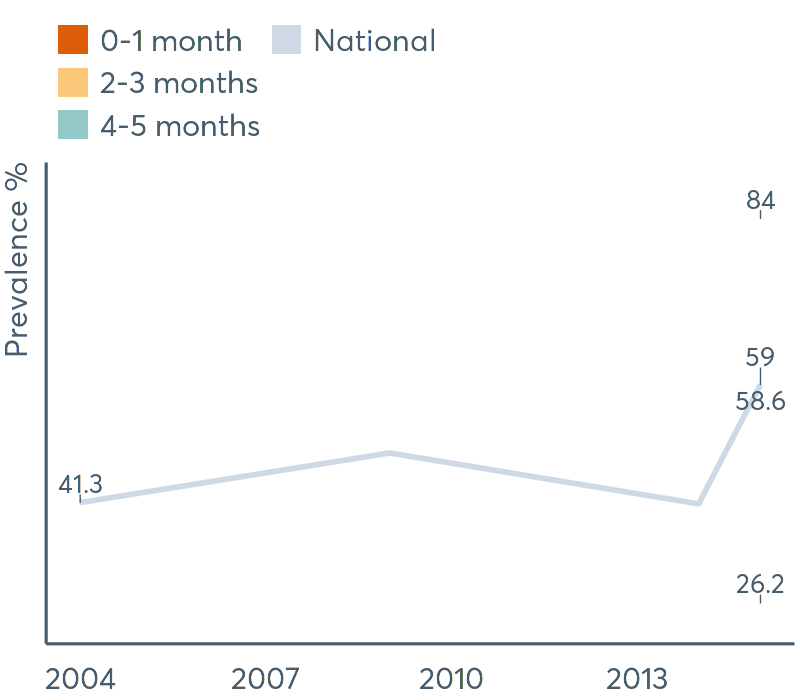 0-1 month National
2-3 months
4-5 months
Prevalence %
84
59
58.6
41.3
26.2
2004 2007 2010 2013